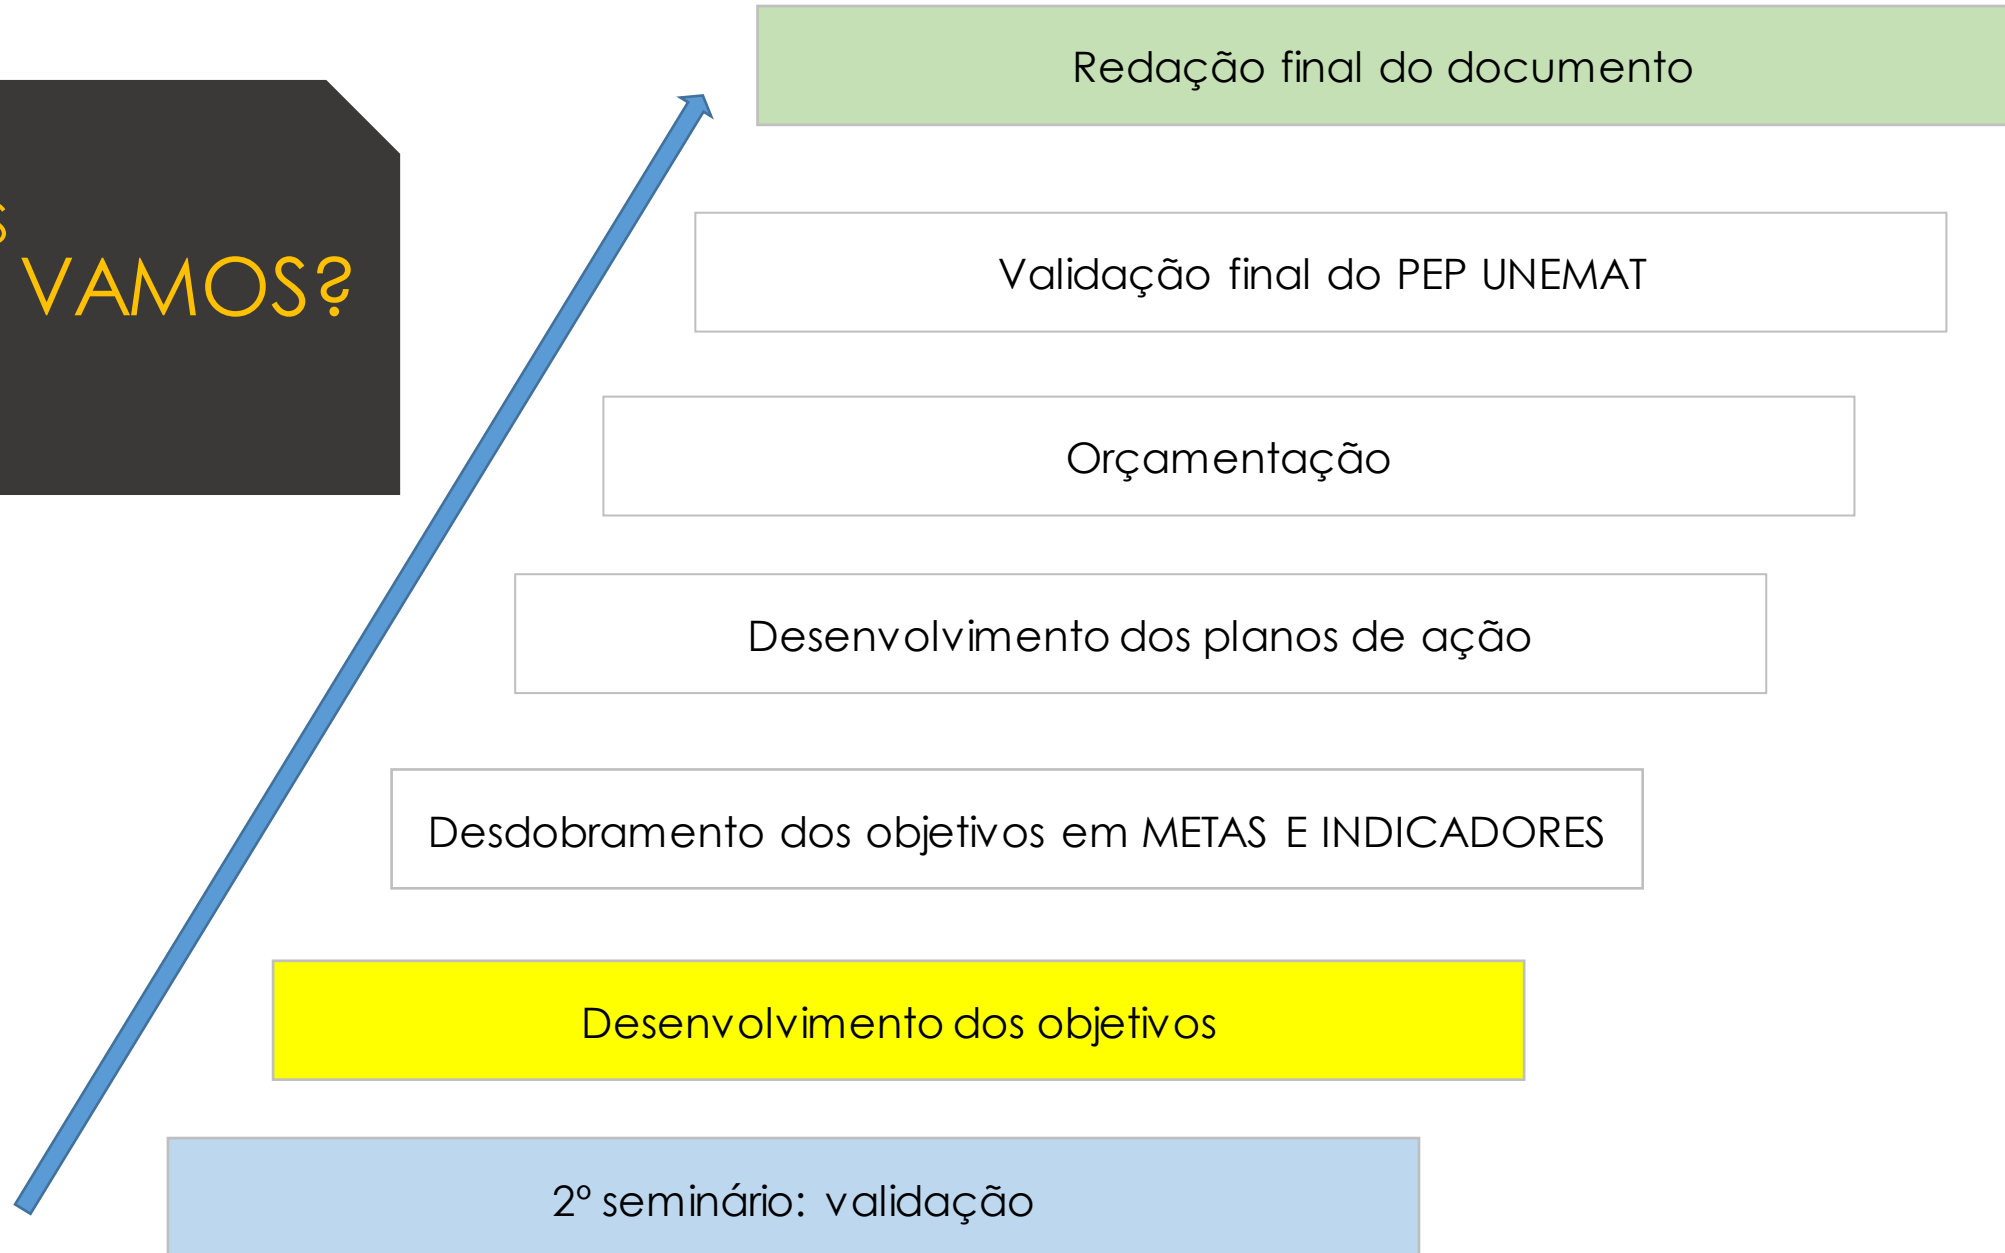 S
VAMOS?
Redação final do documento
Validação final do PEP UNEMAT
Orçamentação
Desenvolvimento dos planos de ação
Desdobramento dos objetivos em METAS E INDICADORES
Desenvolvimento dos objetivos
2º seminário: validação